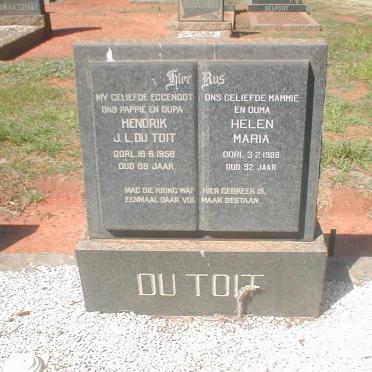 DELPORT
Hier Rus
MY GELIEFDE EGGENOOT
ONS PAPPIE EN OUPA
HENDRIK
J.L. DU TOIT
OORL. 16-6-1958
OUD 69 JAAR.
ONS GELIEFDE MAMMIE
EN OUMA
HELEN
MARIA
OORL. 3-2-1988
OUD 92 JAAR
MAG DIE KRING WAT HIER GEBREEK IS,
EENMAAL DAAR VOLMAAK BESTAAN.
DU TOIT